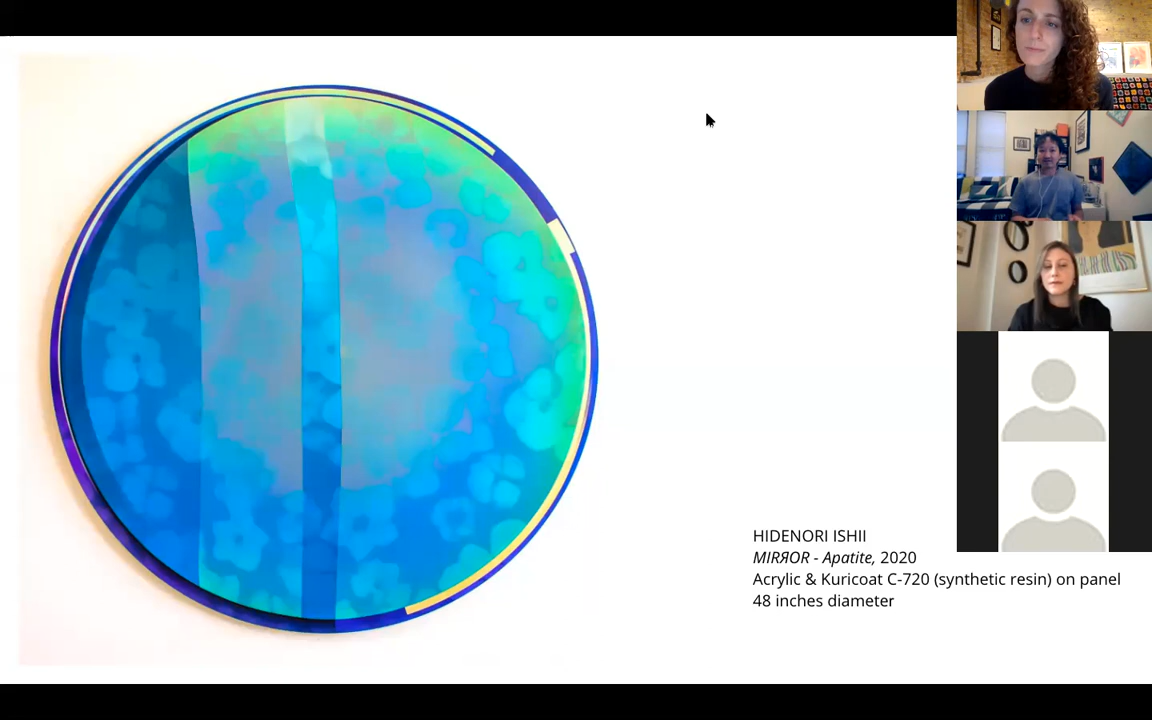 HIDENORI ISHII
MIRЯOR - Apatite, 2020
Acrylic & Kuricoat C-720 (synthetic resin) on panel
48 inches diameter